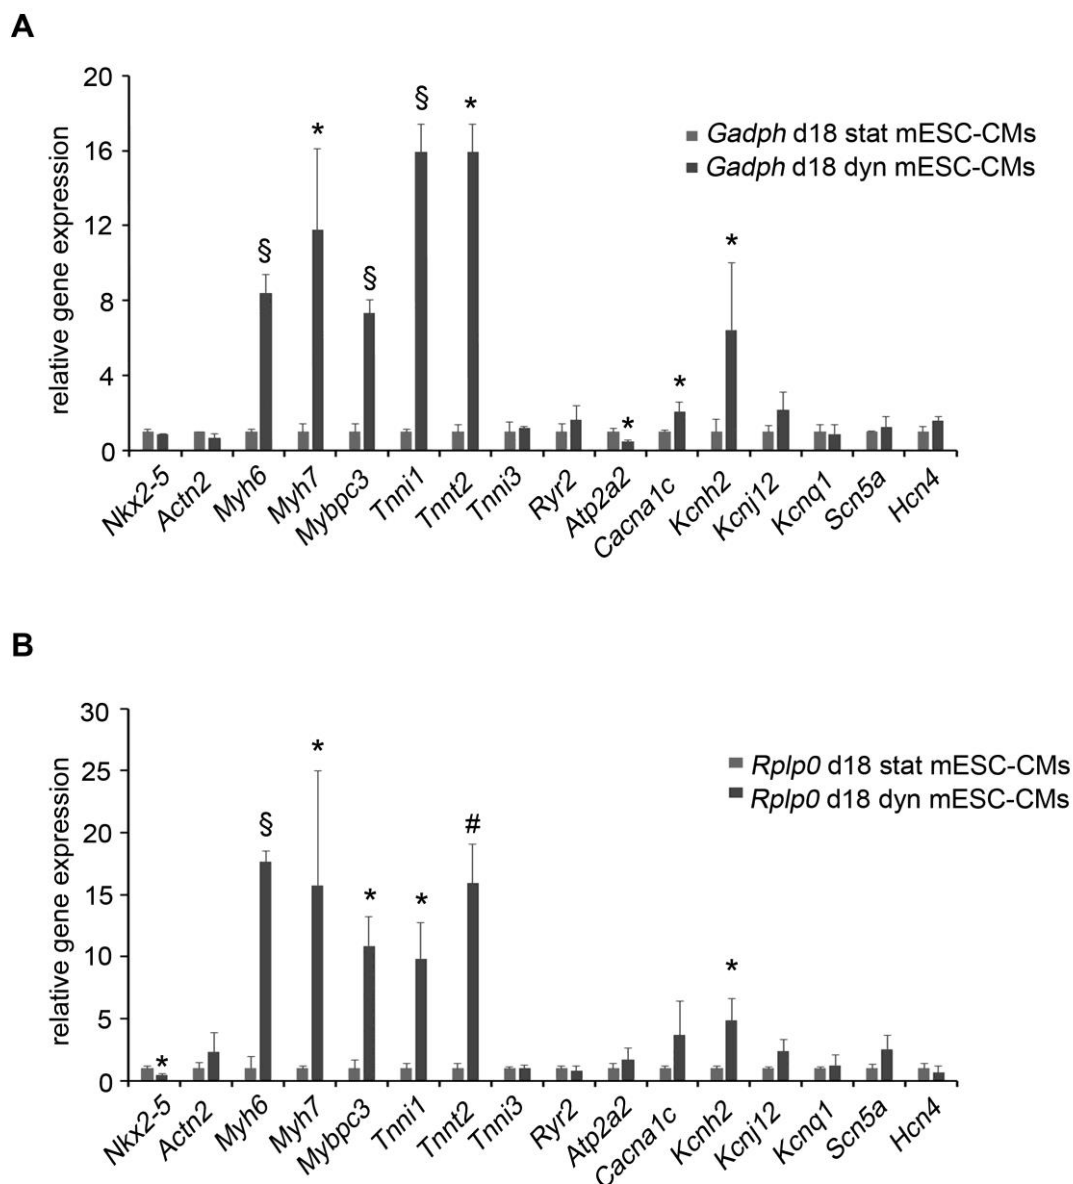 A
20
16
12
8
4
0
relative gene expression
§
*
§
§
*
*
*
*
Gadph d18 stat mESC-CMs
Gadph d18 dyn mESC-CMs
Nkx2-5
Actn2
Myh6
Myh7
Mybpc3
Tnni1
Tnnt2
Tnni3
Ryr2
Atp2a2
Cacna1c
Kcnh2
Kcnj12
Kcnq1
Scn5a
Hcn4
B
30
25
20
15
10
5
0
relative gene expression
*
§
*
*
*
#
*
Rplp0 d18 stat mESC-CMs
Rplp0 d18 dyn mESC-CMs
Nkx2-5
Actn2
Myh6
Myh7
Mybpc3
Tnni1
Tnnt2
Tnni3
Ryr2
Atp2a2
Cacna1c
Kcnh2
Kcnj12
Kcnq1
Scn5a
Hcn4